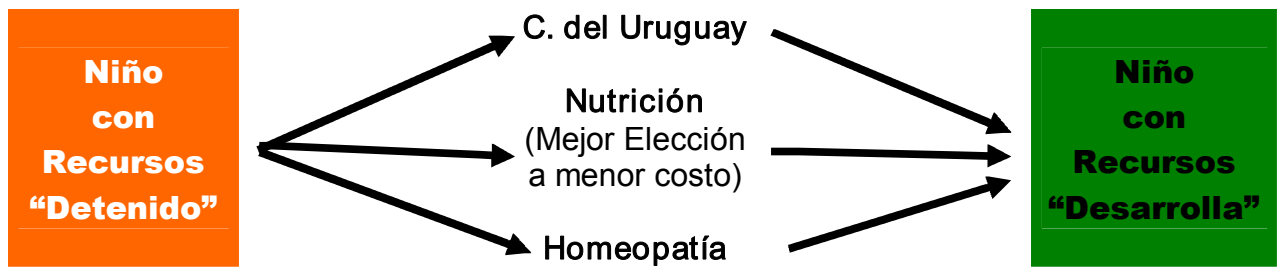 Niño
con
Recursos
“Detenido”
C. del Uruguay
Nutrición
(Mejor Elección
a menor costo)
Homeopatía
Niño
con
Recursos
“Desarrolla”